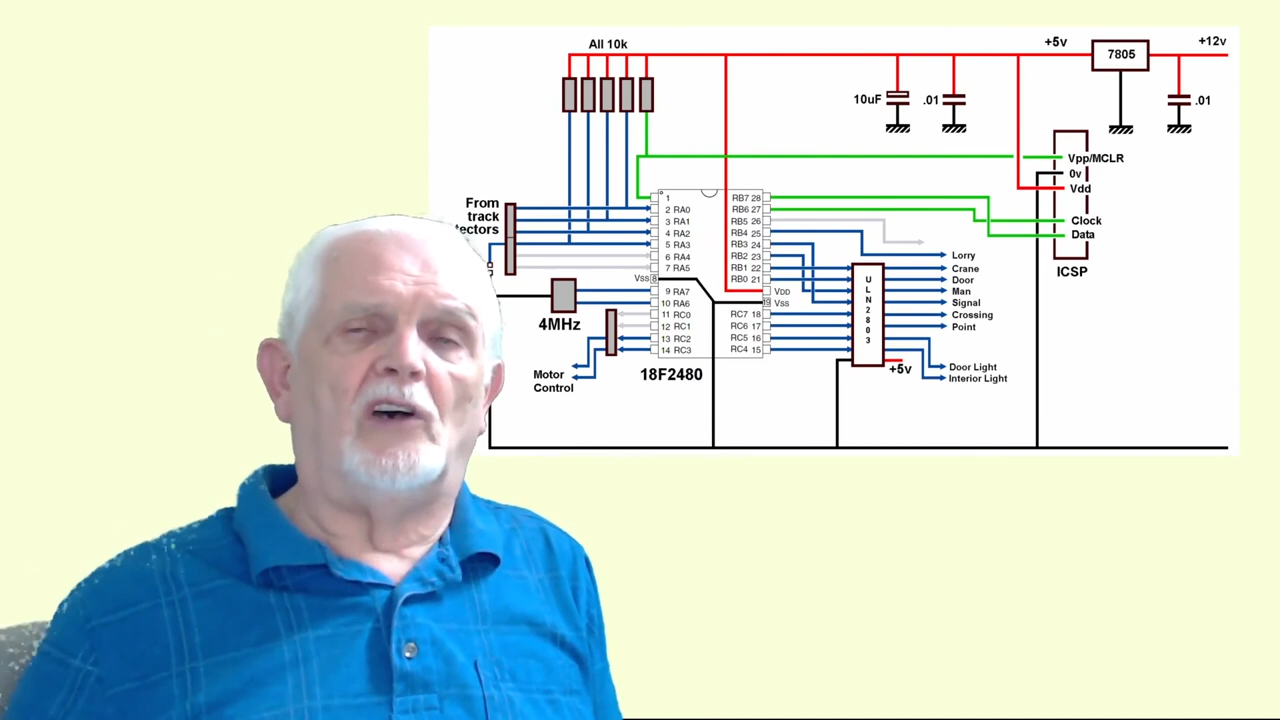 All 10k
+5v
7805
+12v
10uF
.01
.01
Vpp/MCLR
0v
Vdd
Clock
Data
ICSP
From
track
1
2 RA0
3 RA1
4 RA2
5 RA3
6 RA4
7 RA5
Vss 8
9 RA7
10 RA6
11 RC0
12 RC1
13 RC2
14 RC3
RB7 28
RB6 27
RB5 26
RB4 25
RB3 24
RB2 23
RB1 22
RB0 21
VDD
19 Vss
RC7 18
RC6 17
RC5 16
RC4 15
4MHz
Motor
Control
18F2480
ULN2803
+5v
Lorry
Crane
Door
Man
Signal
Crossing
Point
Door Light
Interior Light